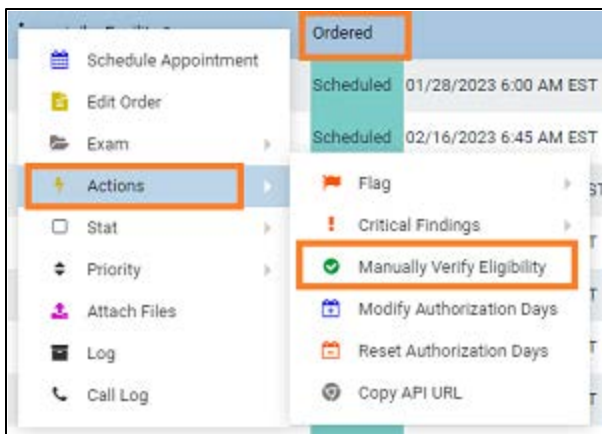 Ordered
Schedule Appointment
Scheduled 01/28/2023 6:00 AM EST
Edit Order
Exam
Scheduled 02/16/2023 6:45 AM EST
Actions
Flag
Stat
Critical Findings
Priority
Manually Verify Eligibility
Attach Files
Modify Authorization Days
Log
Reset Authorization Days
Call Log
Copy API URL